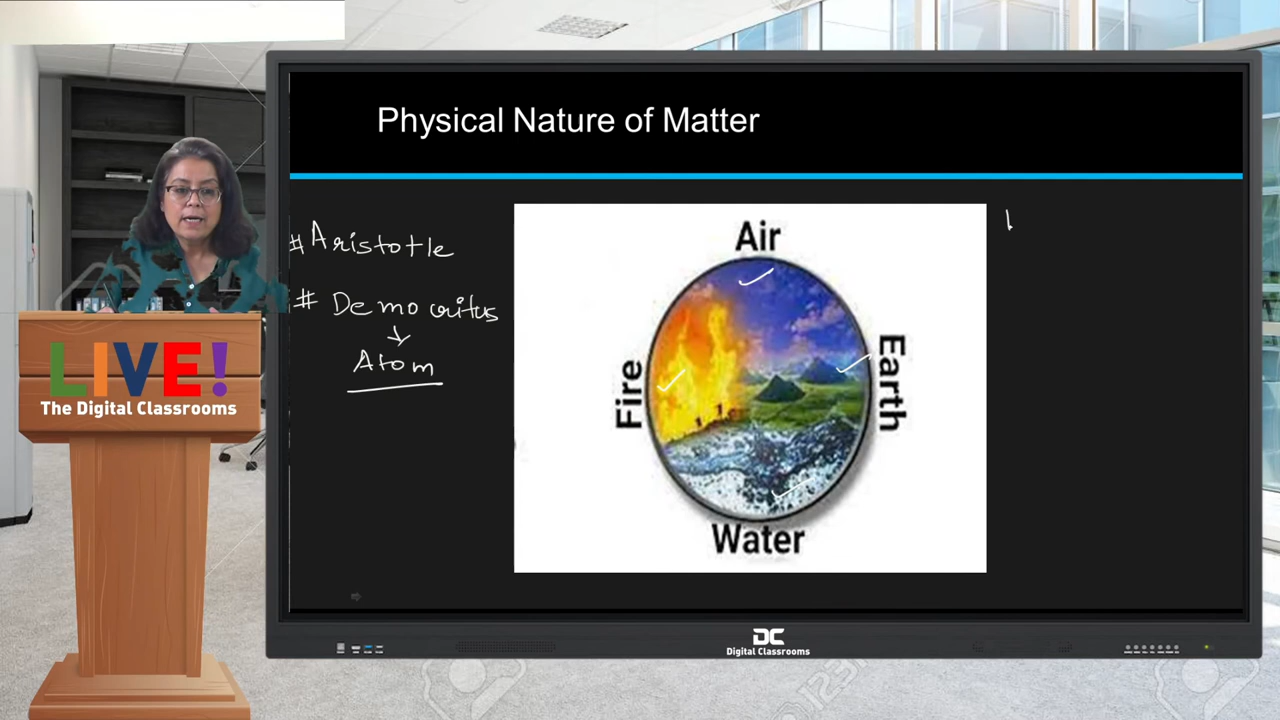 Physical Nature of Matter
# Aristotle
# Democritus
Atom
Air
Fire
Earth
Water
LIVE!
The Digital Classrooms
DC
Digital Classrooms